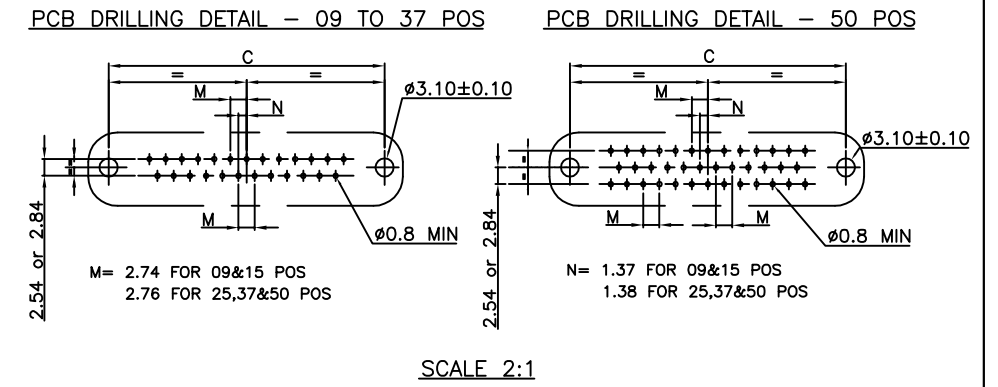 PCB DRILLING DETAIL – 09 TO 37 POS
C
=
=
M
N
ø3.10±0.10
=
=
2.54 or 2.84
M
ø0.8 MIN
M= 2.74 FOR 09&15 POS
2.76 FOR 25,37&50 POS
PCB DRILLING DETAIL – 50 POS
C
=
=
M
N
ø3.10±0.10
=
=
2.54 or 2.84
M
M
ø0.8 MIN
N= 1.37 FOR 09&15 POS
1.38 FOR 25,37&50 POS
SCALE 2:1